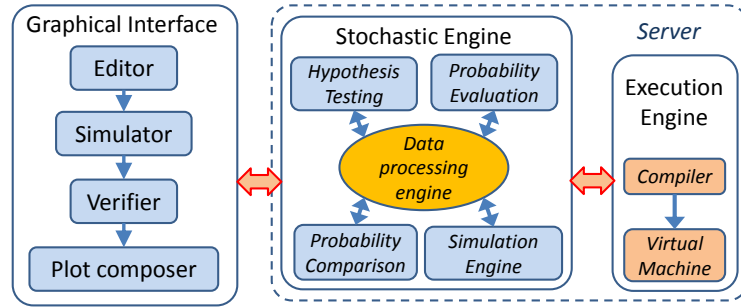 Graphical Interface
Editor
Simulator
Verifier
Plot composer
Server
Stochastic Engine
Hypothesis
Testing
Probability
Evaluation
Data
processing
engine
Probability
Comparison
Simulation
Engine
Execution
Engine
Compiler
Virtual
Machine